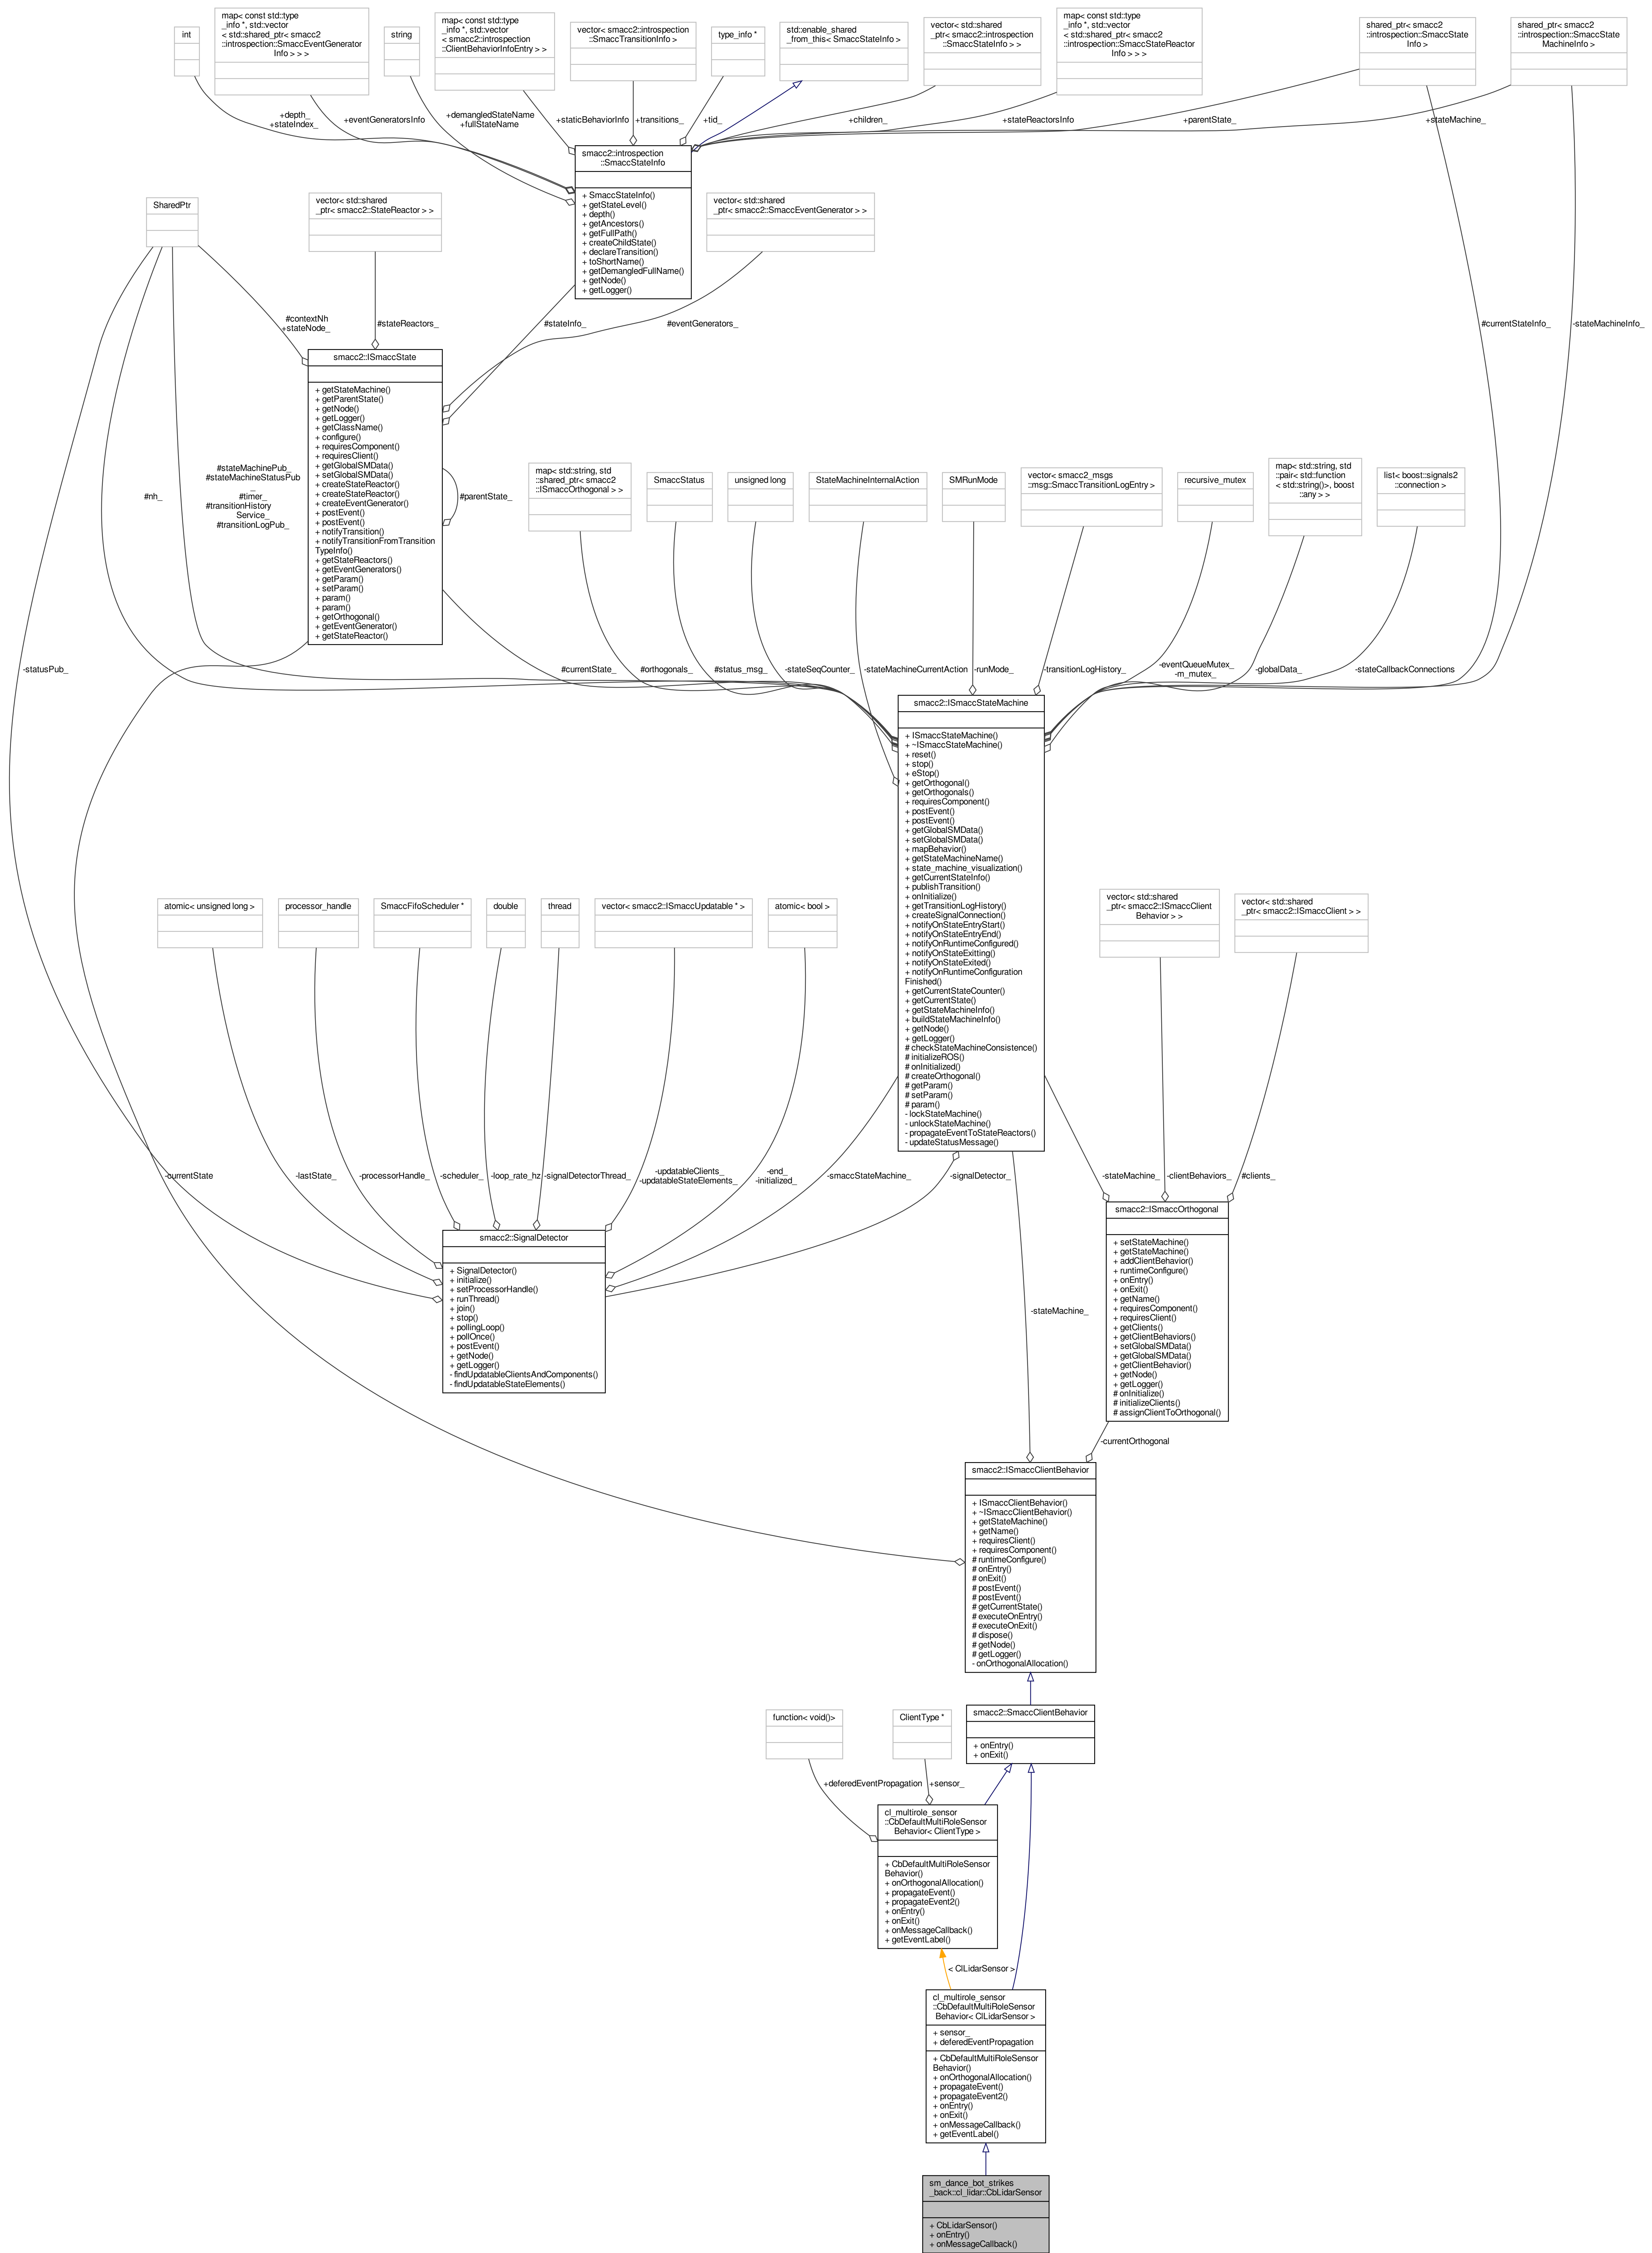 int
map< const std::type
_info *, std::vector
< std::shared_ptr< smacc2
::introspection::SmaccEventGenerator
Info > > >
string
map< const std::type
_info *, std::vector
< smacc2::introspection
::ClientBehaviorInfoEntry > >
vector< smacc2::introspection
::SmaccTransitionInfo >
type_info *
std::enable_shared
_from_this< SmaccStateInfo >
vector< std::shared
_ptr< smacc2::introspection
::SmaccStateInfo > >
map< const std::type
_info *, std::vector
< std::shared_ptr< smacc2
::introspection::SmaccStateReactor
Info > > >
shared_ptr< smacc2
::introspection::SmaccState
Info >
shared_ptr< smacc2
::introspection::SmaccState
MachineInfo >
+depth_
+stateIndex_
+eventGeneratorsInfo
+demangledStateName
+fullStateName
+staticBehaviorInfo
+transitions_
+tid_
+children_
+stateReactorsInfo
+parentState_
+stateMachine_
smacc2::introspection
::SmaccStateInfo
+ SmaccStateInfo()
+ getStateLevel()
+ depth()
+ getAncestors()
+ getFullPath()
+ createChildState()
+ declareTransition()
+ toShortName()
+ getDemangledFullName()
+ getNode()
+ getLogger()
SharedPtr
vector< std::shared
_ptr< smacc2::StateReactor > >
vector< std::shared
_ptr< smacc2::SmaccEventGenerator > >
#contextNh
+stateNode_
#stateReactors_
#stateInfo_
#eventGenerators_
#currentStateInfo_
-stateMachineInfo_
smacc2::ISmaccState
+ getStateMachine()
+ getParentState()
+ getNode()
+ getLogger()
+ getClassName()
+ configure()
+ requiresComponent()
+ requiresClient()
+ getGlobalSMData()
+ setGlobalSMData()
+ createStateReactor()
+ createStateReactor()
+ createEventGenerator()
+ postEvent()
+ postEvent()
+ notifyTransition()
+ notifyTransitionFromTransition
TypeInfo()
+ getStateReactors()
+ getEventGenerators()
+ getParam()
+ setParam()
+ param()
+ param()
+ getOrthogonal()
+ getEventGenerator()
+ getStateReactor()
#parentState_
#nh_
#stateMachinePub_
#stateMachineStatusPub
_
#timer_
#transitionHistory
Service_
#transitionLogPub_
map< std::string, std
::shared_ptr< smacc2
::ISmaccOrthogonal > >
SmaccStatus
unsigned long
StateMachineInternalAction
SMRunMode
vector< smacc2_msgs
::msg::SmaccTransitionLogEntry >
recursive_mutex
map< std::string, std
::pair< std::function
< std::string()>, boost
::any > >
list< boost::signals2
::connection >
-statusPub_
#currentState_
#orthogonals_
#status_msg_
-stateSeqCounter_
-stateMachineCurrentAction
-runMode_
-transitionLogHistory_
-eventQueueMutex_
-m_mutex_
-globalData_
-stateCallbackConnections
smacc2::ISmaccStateMachine
+ ISmaccStateMachine()
+ ~ISmaccStateMachine()
+ reset()
+ stop()
+ eStop()
+ getOrthogonal()
+ getOrthogonals()
+ requiresComponent()
+ postEvent()
+ postEvent()
+ getGlobalSMData()
+ setGlobalSMData()
+ mapBehavior()
+ getStateMachineName()
+ state_machine_visualization()
+ getCurrentStateInfo()
+ publishTransition()
+ onInitialize()
+ getTransitionLogHistory()
+ createSignalConnection()
+ notifyOnStateEntryStart()
+ notifyOnStateEntryEnd()
+ notifyOnRuntimeConfigured()
+ notifyOnStateExitting()
+ notifyOnStateExited()
+ notifyOnRuntimeConfiguration
Finished()
+ getCurrentStateCounter()
+ getCurrentState()
+ getStateMachineInfo()
+ buildStateMachineInfo()
+ getNode()
+ getLogger()
# checkStateMachineConsistence()
# initializeROS()
# onInitialized()
# createOrthogonal()
# getParam()
# setParam()
# param()
- lockStateMachine()
- unlockStateMachine()
- propagateEventToStateReactors()
- updateStatusMessage()
atomic< unsigned long >
processor_handle
SmaccFifoScheduler *
double
thread
vector< smacc2::ISmaccUpdatable * >
atomic< bool >
vector< std::shared
_ptr< smacc2::ISmaccClient
Behavior > >
vector< std::shared
_ptr< smacc2::ISmaccClient > >
-currentState
-lastState_
-processorHandle_
-scheduler_
-loop_rate_hz
-signalDetectorThread_
-updatableClients_
-updatableStateElements_
-end_
-initialized_
-smaccStateMachine_
-signalDetector_
-stateMachine_
-clientBehaviors_
#clients_
smacc2::SignalDetector
+ SignalDetector()
+ initialize()
+ setProcessorHandle()
+ runThread()
+ join()
+ stop()
+ pollingLoop()
+ pollOnce()
+ postEvent()
+ getNode()
+ getLogger()
- findUpdatableClientsAndComponents()
- findUpdatableStateElements()
smacc2::ISmaccOrthogonal
+ setStateMachine()
+ getStateMachine()
+ addClientBehavior()
+ runtimeConfigure()
+ onEntry()
+ onExit()
+ getName()
+ requiresComponent()
+ requiresClient()
+ getClients()
+ getClientBehaviors()
+ setGlobalSMData()
+ getGlobalSMData()
+ getClientBehavior()
+ getNode()
+ getLogger()
# onInitialize()
# initializeClients()
# assignClientToOrthogonal()
-stateMachine_
-currentOrthogonal
smacc2::ISmaccClientBehavior
+ ISmaccClientBehavior()
+ ~ISmaccClientBehavior()
+ getStateMachine()
+ getName()
+ requiresClient()
+ requiresComponent()
# runtimeConfigure()
# onEntry()
# onExit()
# postEvent()
# postEvent()
# getCurrentState()
# executeOnEntry()
# executeOnExit()
# dispose()
# getNode()
# getLogger()
- onOrthogonalAllocation()
function< void()>
ClientType *
smacc2::SmaccClientBehavior
+ onEntry()
+ onExit()
+deferedEventPropagation
+sensor_
cl_multirole_sensor
::CbDefaultMultiRoleSensor
Behavior< ClientType >
+ CbDefaultMultiRoleSensor
Behavior()
+ onOrthogonalAllocation()
+ propagateEvent()
+ propagateEvent2()
+ onEntry()
+ onExit()
+ onMessageCallback()
+ getEventLabel()
< ClLidarSensor >
cl_multirole_sensor
::CbDefaultMultiRoleSensor
Behavior< ClLidarSensor >
+ sensor_
+ deferedEventPropagation
+ CbDefaultMultiRoleSensor
Behavior()
+ onOrthogonalAllocation()
+ propagateEvent()
+ propagateEvent2()
+ onEntry()
+ onExit()
+ onMessageCallback()
+ getEventLabel()
sm_dance_bot_strikes
_back::cl_lidar::CbLidarSensor
+ CbLidarSensor()
+ onEntry()
+ onMessageCallback()